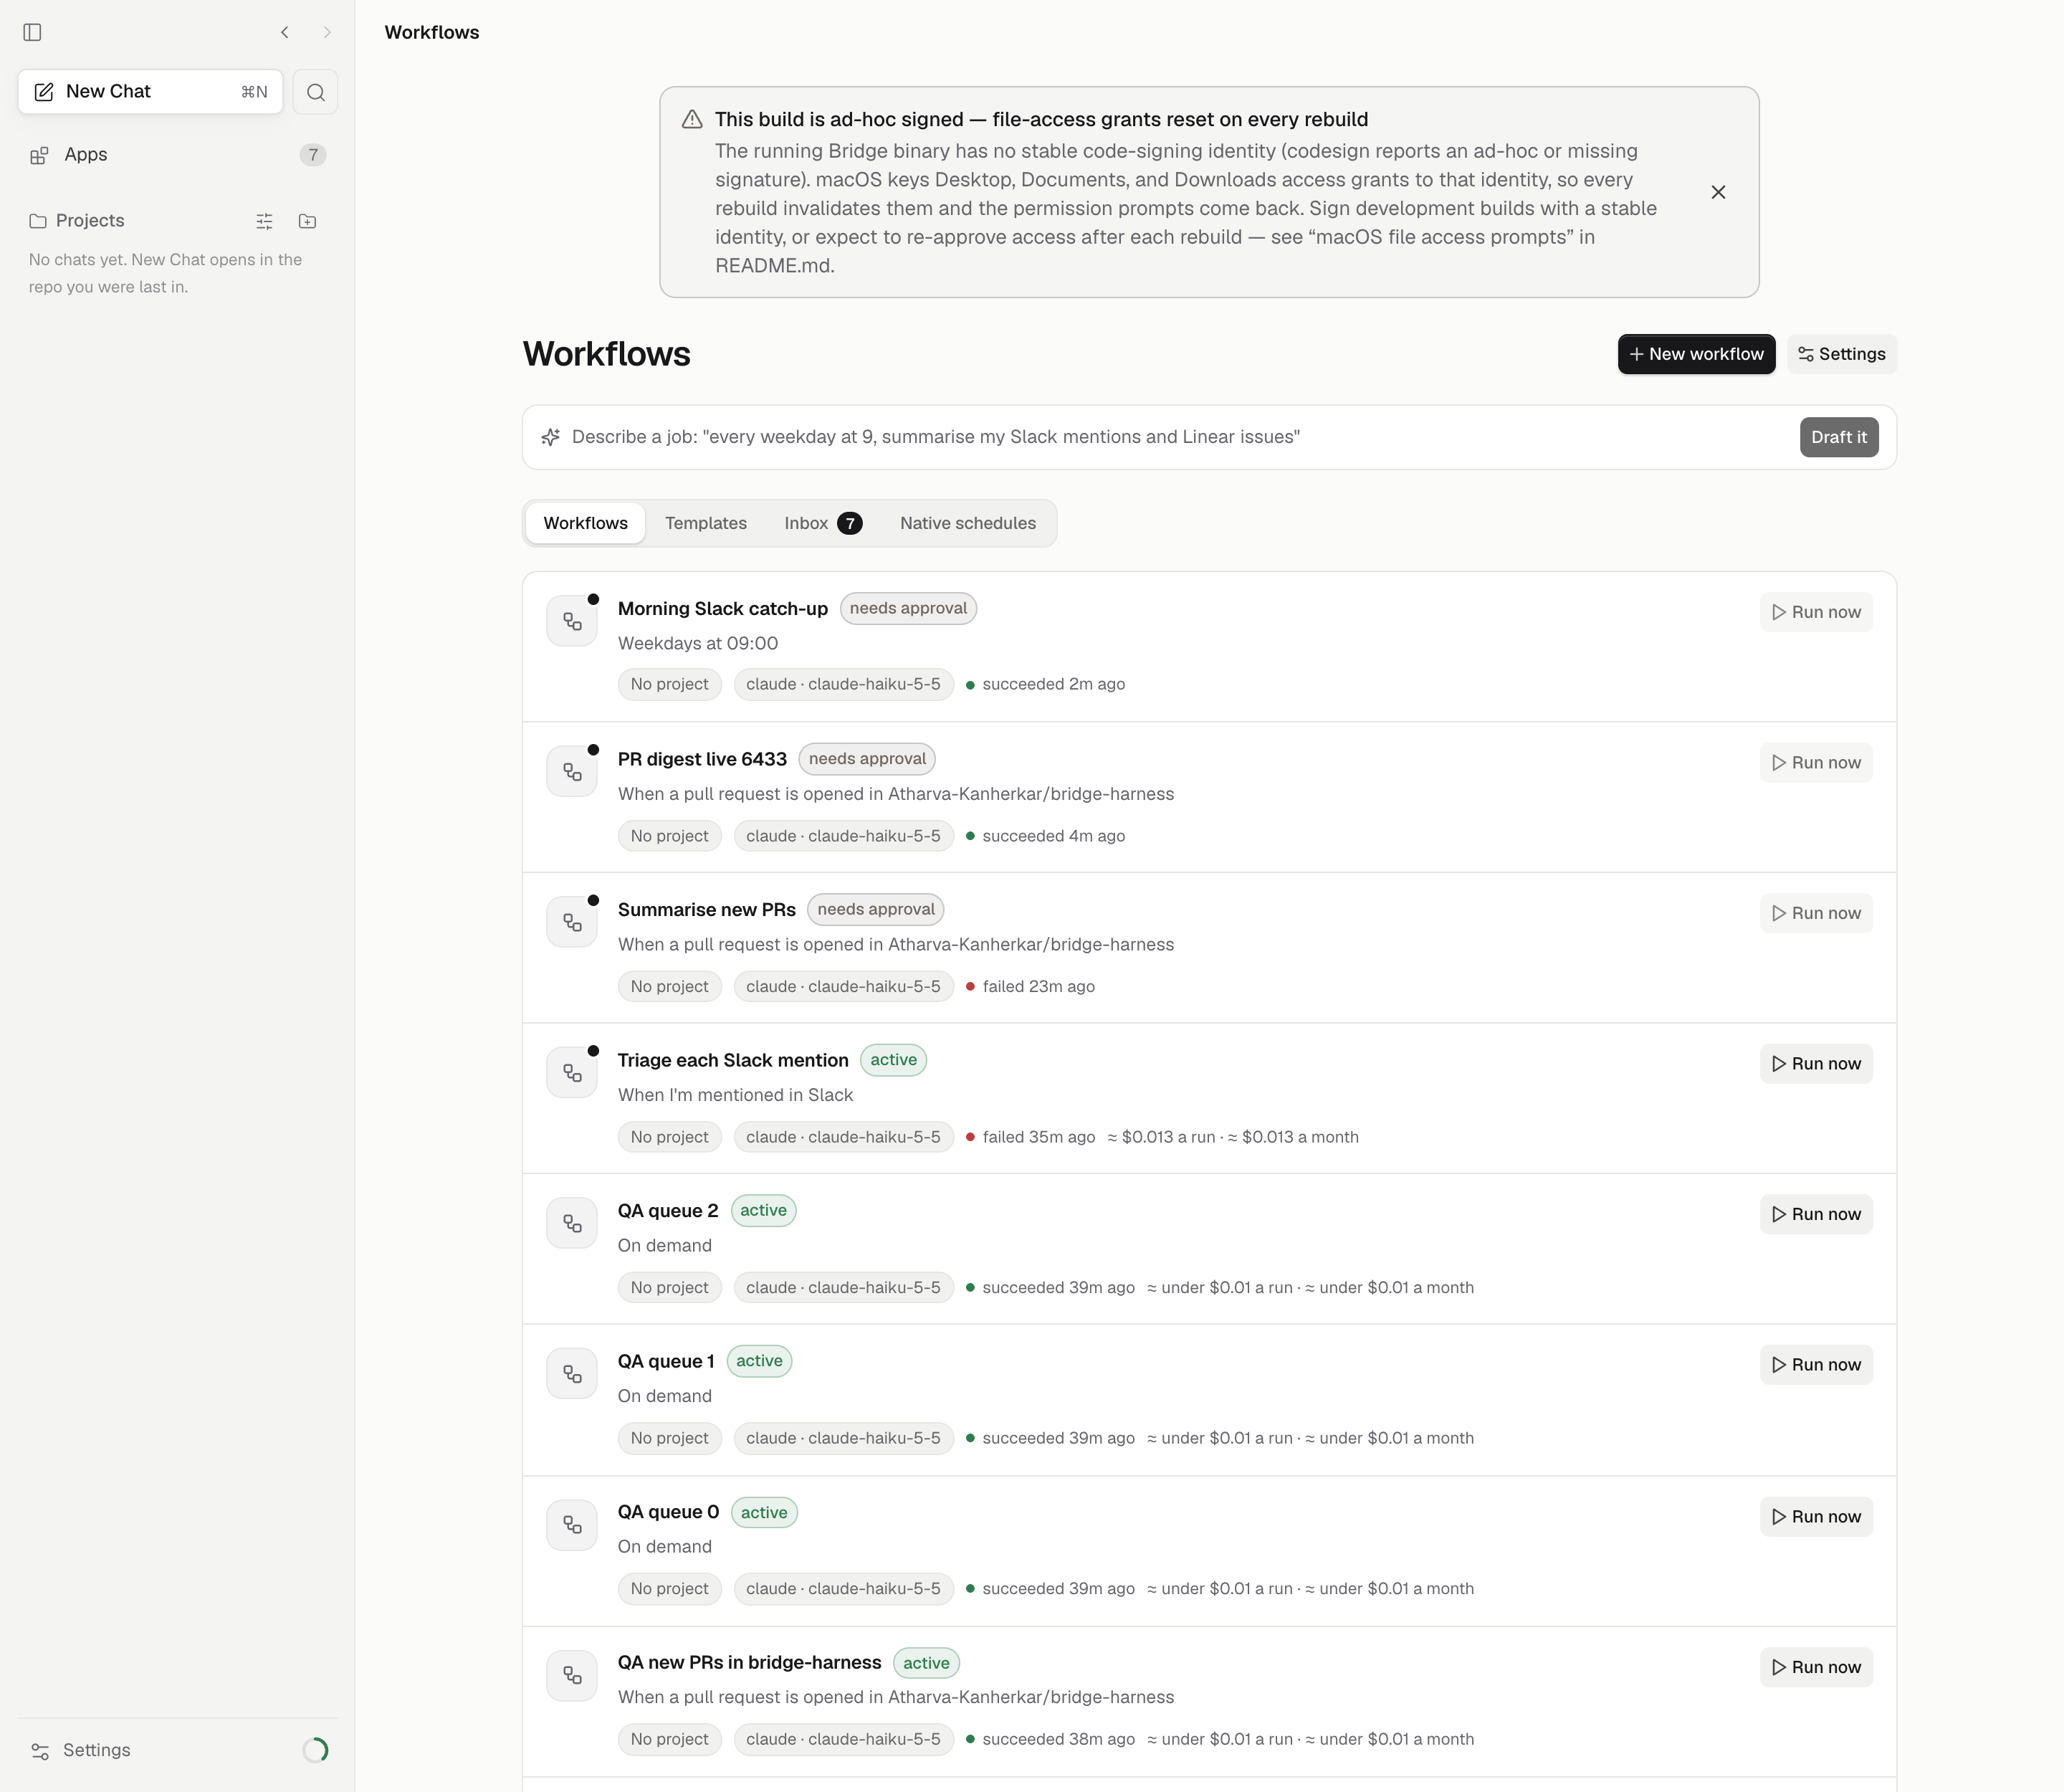 Workflows
New Chat ⌘N
Apps 7
Projects
No chats yet. New Chat opens in the
repo you were last in.
This build is ad-hoc signed — file-access grants reset on every rebuild
The running Bridge binary has no stable code-signing identity (codesign reports an ad-hoc or missing
signature). macOS keys Desktop, Documents, and Downloads access grants to that identity, so every
rebuild invalidates them and the permission prompts come back. Sign development builds with a stable
identity, or expect to re-approve access after each rebuild — see “macOS file access prompts” in
README.md.
Workflows
New workflow
Settings
Describe a job: "every weekday at 9, summarise my Slack mentions and Linear issues"
Draft it
Workflows Templates Inbox 7 Native schedules
Morning Slack catch-up needs approval Run now
Weekdays at 09:00
No project claude · claude-haiku-5-5 succeeded 2m ago
PR digest live 6433 needs approval Run now
When a pull request is opened in Atharva-Kanherkar/bridge-harness
No project claude · claude-haiku-5-5 succeeded 4m ago
Summarise new PRs needs approval Run now
When a pull request is opened in Atharva-Kanherkar/bridge-harness
No project claude · claude-haiku-5-5 failed 23m ago
Triage each Slack mention active Run now
When I'm mentioned in Slack
No project claude · claude-haiku-5-5 failed 35m ago ≈ $0.013 a run · ≈ $0.013 a month
QA queue 2 active Run now
On demand
No project claude · claude-haiku-5-5 succeeded 39m ago ≈ under $0.01 a run · ≈ under $0.01 a month
QA queue 1 active Run now
On demand
No project claude · claude-haiku-5-5 succeeded 39m ago ≈ under $0.01 a run · ≈ under $0.01 a month
QA queue 0 active Run now
On demand
No project claude · claude-haiku-5-5 succeeded 39m ago ≈ under $0.01 a run · ≈ under $0.01 a month
QA new PRs in bridge-harness active Run now
When a pull request is opened in Atharva-Kanherkar/bridge-harness
No project claude · claude-haiku-5-5 succeeded 38m ago ≈ under $0.01 a run · ≈ under $0.01 a month
Settings